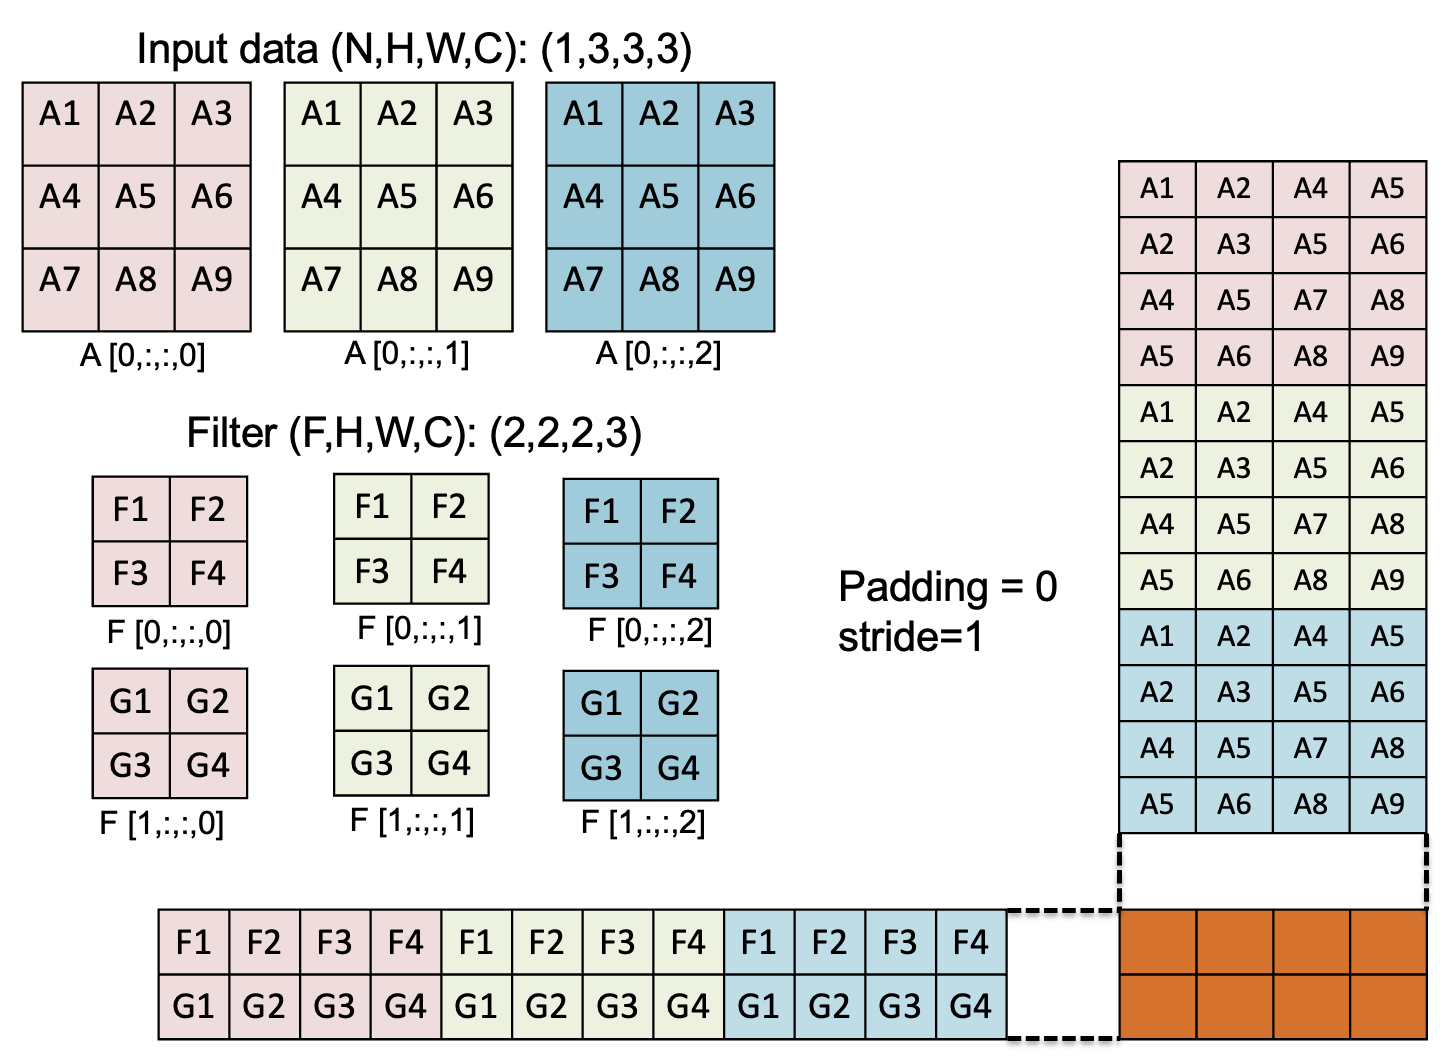 Input data (N,H,W,C): (1,3,3,3)
A1 A2 A3 A1 A2 A3 A1 A2 A3
A4 A5 A6 A4 A5 A6 A4 A5 A6
A7 A8 A9 A7 A8 A9 A7 A8 A9
A [0,:,:,0] A [0,:,:,1] A [0,:,:,2]
Filter (F,H,W,C): (2,2,2,3)
F1 F2 F1 F2 F1 F2
F3 F4 F3 F4 F3 F4
F [0,:,:,0] F [0,:,:,1] F [0,:,:,2]
G1 G2 G1 G2 G1 G2
G3 G4 G3 G4 G3 G4
F [1,:,:,0] F [1,:,:,1] F [1,:,:,2]
Padding = 0
stride=1
A1 A2 A4 A5
A2 A3 A5 A6
A4 A5 A7 A8
A5 A6 A8 A9
A1 A2 A4 A5
A2 A3 A5 A6
A4 A5 A7 A8
A5 A6 A8 A9
A1 A2 A4 A5
A2 A3 A5 A6
A4 A5 A7 A8
A5 A6 A8 A9
F1 F2 F3 F4 F1 F2 F3 F4 F1 F2 F3 F4
G1 G2 G3 G4 G1 G2 G3 G4 G1 G2 G3 G4